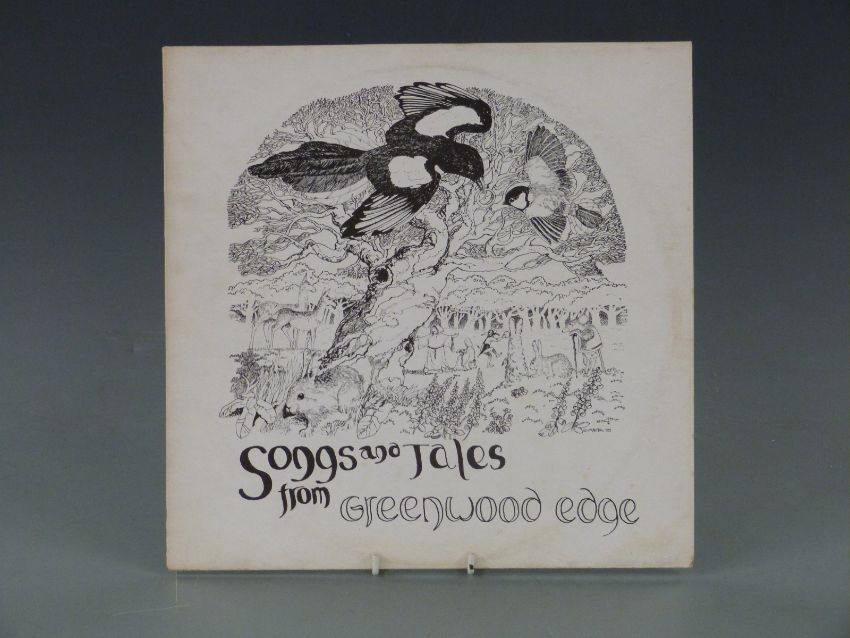 Songs and Tales
from Greenwood edge